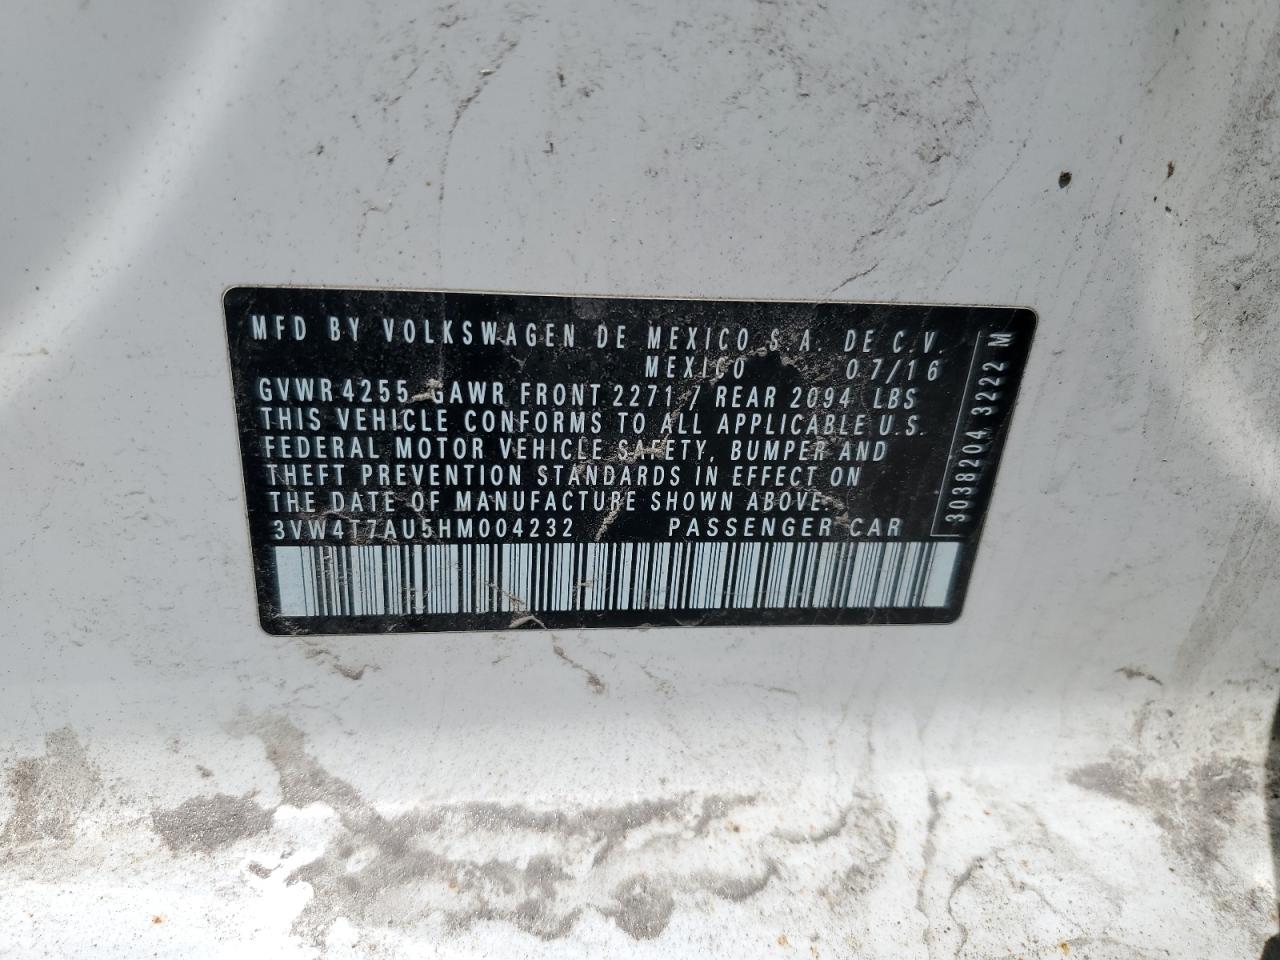 MFD BY VOLKSWAGEN DE MEXICO S.A. DE C.V.
MEXICO 07/16
GVWR 4255 GAWR FRONT 2271 / REAR 2094 LBS
THIS VEHICLE CONFORMS TO ALL APPLICABLE U.S.
FEDERAL MOTOR VEHICLE SAFETY, BUMPER AND
THEFT PREVENTION STANDARDS IN EFFECT ON
THE DATE OF MANUFACTURE SHOWN ABOVE.
3VW4T7AU5HM004232 PASSENGER CAR
3038204 3222 M